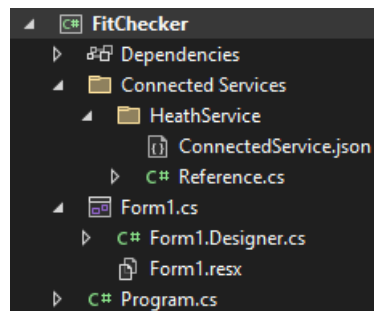 C# FitChecker
Dependencies
Connected Services
HeathService
ConnectedService.json
C# Reference.cs
Form1.cs
C# Form1.Designer.cs
Form1.resx
C# Program.cs